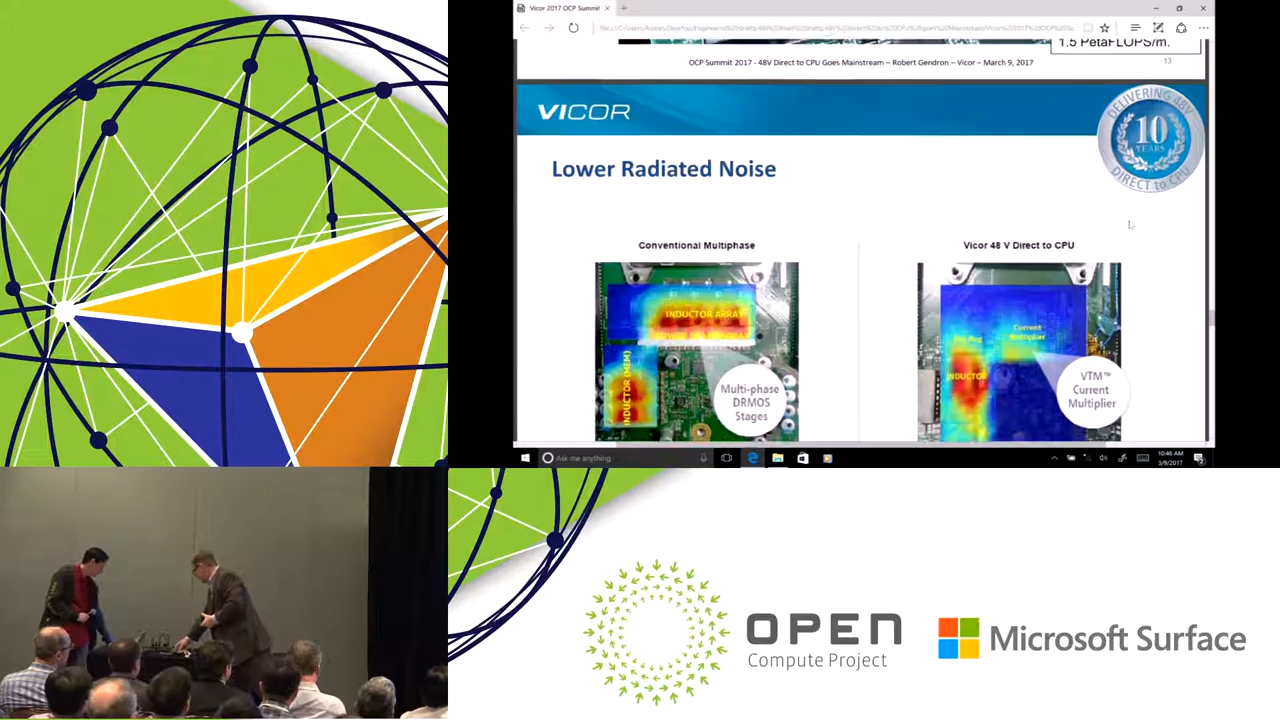 Vicor 2017 OCP Summit
1.5 PetaFLOPS/m.
OCP Summit 2017 - 48V Direct to CPU Goes Mainstream – Robert Gendron – Vicor – March 9, 2017
13
VICOR
DELIVERING 48V
10
YEARS
DIRECT to CPU
Lower Radiated Noise
Conventional Multiphase
Vicor 48 V Direct to CPU
INDUCTOR ARRAY
INDUCTOR (MEM)
Multi-phase
DRMOS
Stages
Current
Multiplier
INDUCTOR
VTM™
Current
Multiplier
Ask me anything
10:46 AM
3/9/2017
OPEN
Compute Project
Microsoft Surface